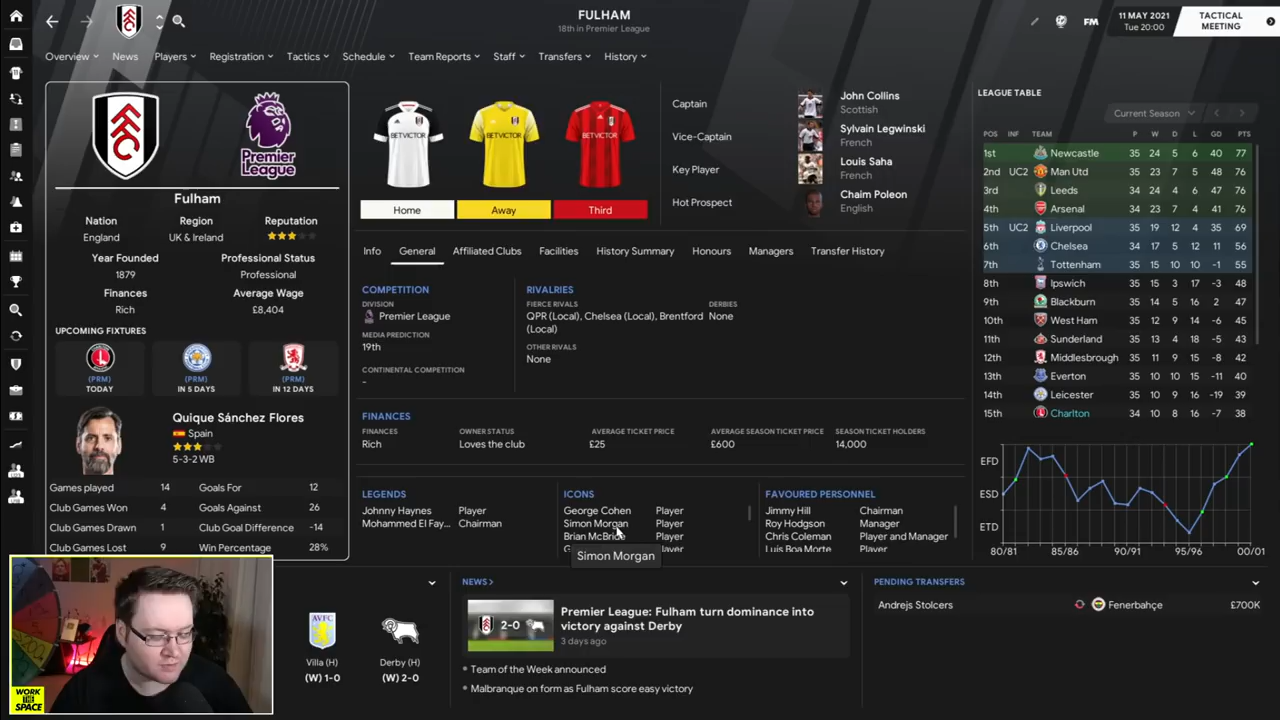 FULHAM
18th in Premier League
FM
11 MAY 2021
Tue 20:00
TACTICAL
MEETING
Overview
News
Players
Registration
Tactics
Schedule
Team Reports
Staff
Transfers
History
Premier
League
Fulham
Nation
England
Region
UK & Ireland
Reputation
Year Founded
1879
Professional Status
Professional
Finances
Rich
Average Wage
£8,404
UPCOMING FIXTURES
(PRM)
TODAY
(PRM)
IN 5 DAYS
(PRM)
IN 12 DAYS
Quique Sánchez Flores
Spain
5-3-2 WB
Games played 14 Goals For 12
Club Games Won 4 Goals Against 26
Club Games Drawn 1 Club Goal Difference -14
Club Games Lost 9 Win Percentage 28%
BETVICTOR
BETVICTOR
BETVICTOR
Home
Away
Third
Captain
John Collins
Scottish
Vice-Captain
Sylvain Legwinski
French
Key Player
Louis Saha
French
Hot Prospect
Chaim Poleon
English
Info
General
Affiliated Clubs
Facilities
History Summary
Honours
Managers
Transfer History
COMPETITION
DIVISION
Premier League
MEDIA PREDICTION
19th
CONTINENTAL COMPETITION
-
RIVALRIES
FIERCE RIVALS
QPR (Local), Chelsea (Local), Brentford
(Local)
DERBIES
None
OTHER RIVALS
None
FINANCES
FINANCES
Rich
OWNER STATUS
Loves the club
AVERAGE TICKET PRICE
£25
AVERAGE SEASON TICKET PRICE
£600
SEASON TICKET HOLDERS
14,000
LEGENDS
Johnny Haynes Player
Mohammed El Fay... Chairman
ICONS
George Cohen Player
Simon Morgan Player
Brian McBride Player
Player
Simon Morgan
FAVOURED PERSONNEL
Jimmy Hill Chairman
Roy Hodgson Manager
Chris Coleman Player and Manager
Luis Boa Morte Player
LEAGUE TABLE
Current Season
POS INF TEAM P W D L GD PTS
1st Newcastle 35 24 5 6 40 77
2nd UC2 Man Utd 35 23 7 5 48 76
3rd Leeds 34 24 4 6 47 76
4th Arsenal 34 23 7 4 41 76
5th UC2 Liverpool 35 19 12 4 35 69
6th Chelsea 34 17 5 12 11 56
7th Tottenham 35 15 10 10 -1 55
8th Ipswich 35 15 3 17 -3 48
9th Blackburn 35 14 5 16 2 47
10th West Ham 35 12 9 14 -6 45
11th Sunderland 35 13 4 18 -5 43
12th Middlesbrough 35 11 9 15 -8 42
13th Everton 35 10 10 15 -11 40
14th Leicester 35 10 9 16 -19 39
15th Charlton 34 10 8 16 -7 38
EFD
ESD
ETD
80/81 85/86 90/91 95/96 00/01
AVFC
Villa (H)
(W) 1-0
Derby (H)
(W) 2-0
NEWS >
2-0
Premier League: Fulham turn dominance into
victory against Derby
3 days ago
Team of the Week announced
Malbranque on form as Fulham score easy victory
PENDING TRANSFERS
Andrejs Stolcers Fenerbahçe £700K
WORK
THE
SPACE